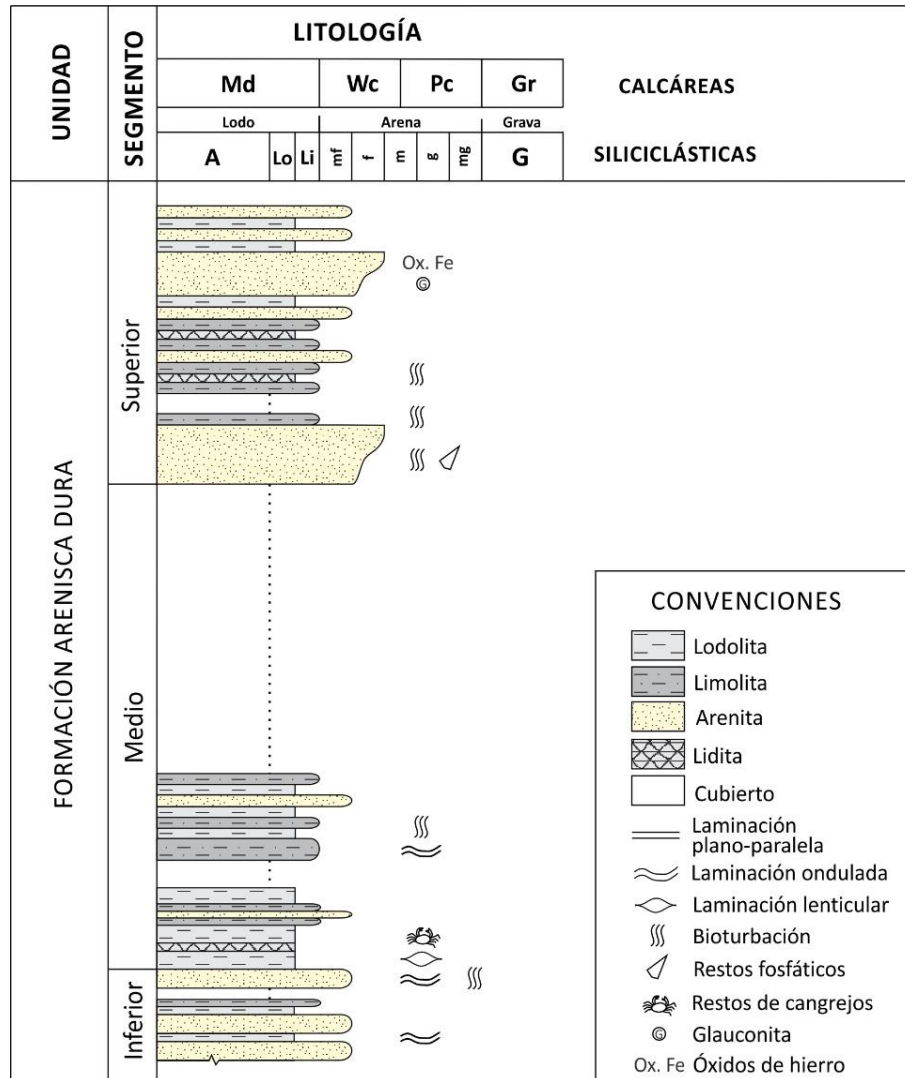 UNIDAD
SEGMENTO
LITOLOGÍA
Md
Wc
Pc
Gr
CALCÁREAS
Lodo
Arena
Grava
A
Lo
Li
mf
f
m
g
mg
G
SILICICLÁSTICAS
FORMACIÓN ARENISCA DURA
Superior
Medio
Inferior
Ox. Fe
G
CONVENCIONES
Lodolita
Limolita
Arenita
Lidita
Cubierto
Laminación
plano-paralela
Laminación ondulada
Laminación lenticular
Bioturbación
Restos fosfáticos
Restos de cangrejos
G Glauconita
Ox. Fe Óxidos de hierro